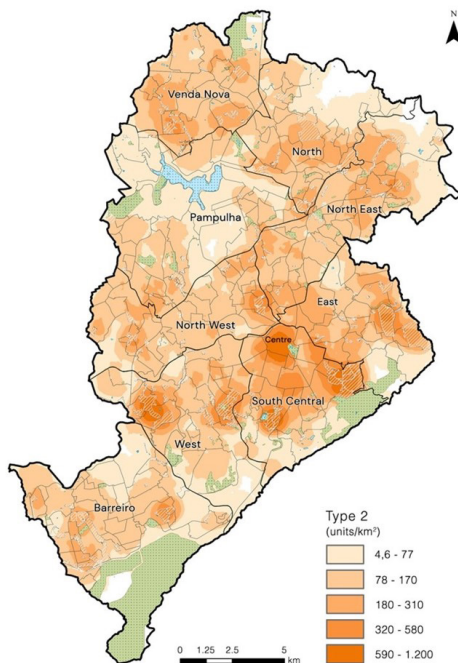 N
Venda Nova
North
North East
Pampulha
East
North West
Centre
South Central
West
Barreiro
Type 2
(units/km²)
4,6 - 77
78 - 170
180 - 310
320 - 580
590 - 1.200
0 1.25 2.5 5
km